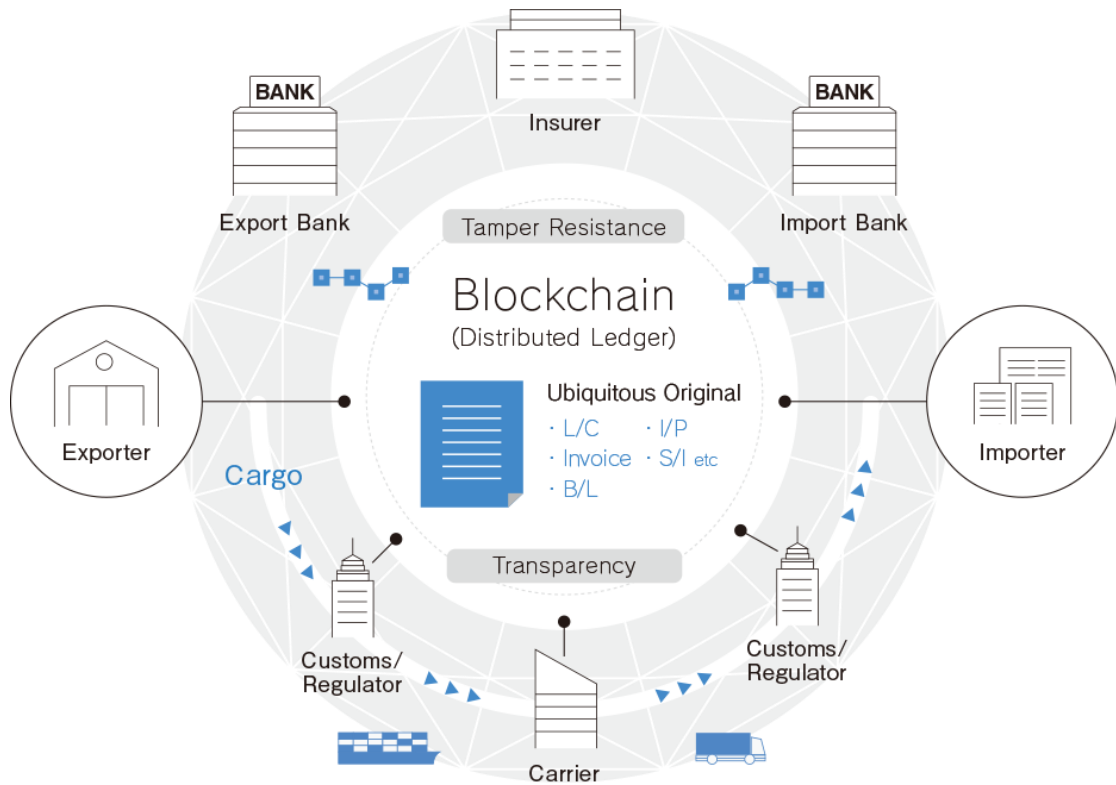 BANK
BANK
Insurer
Export Bank
Import Bank
Tamper Resistance
Blockchain
(Distributed Ledger)
Ubiquitous Original
· L/C · I/P
· Invoice · S/I etc
· B/L
Exporter
Importer
Cargo
Transparency
Customs/
Regulator
Customs/
Regulator
Carrier